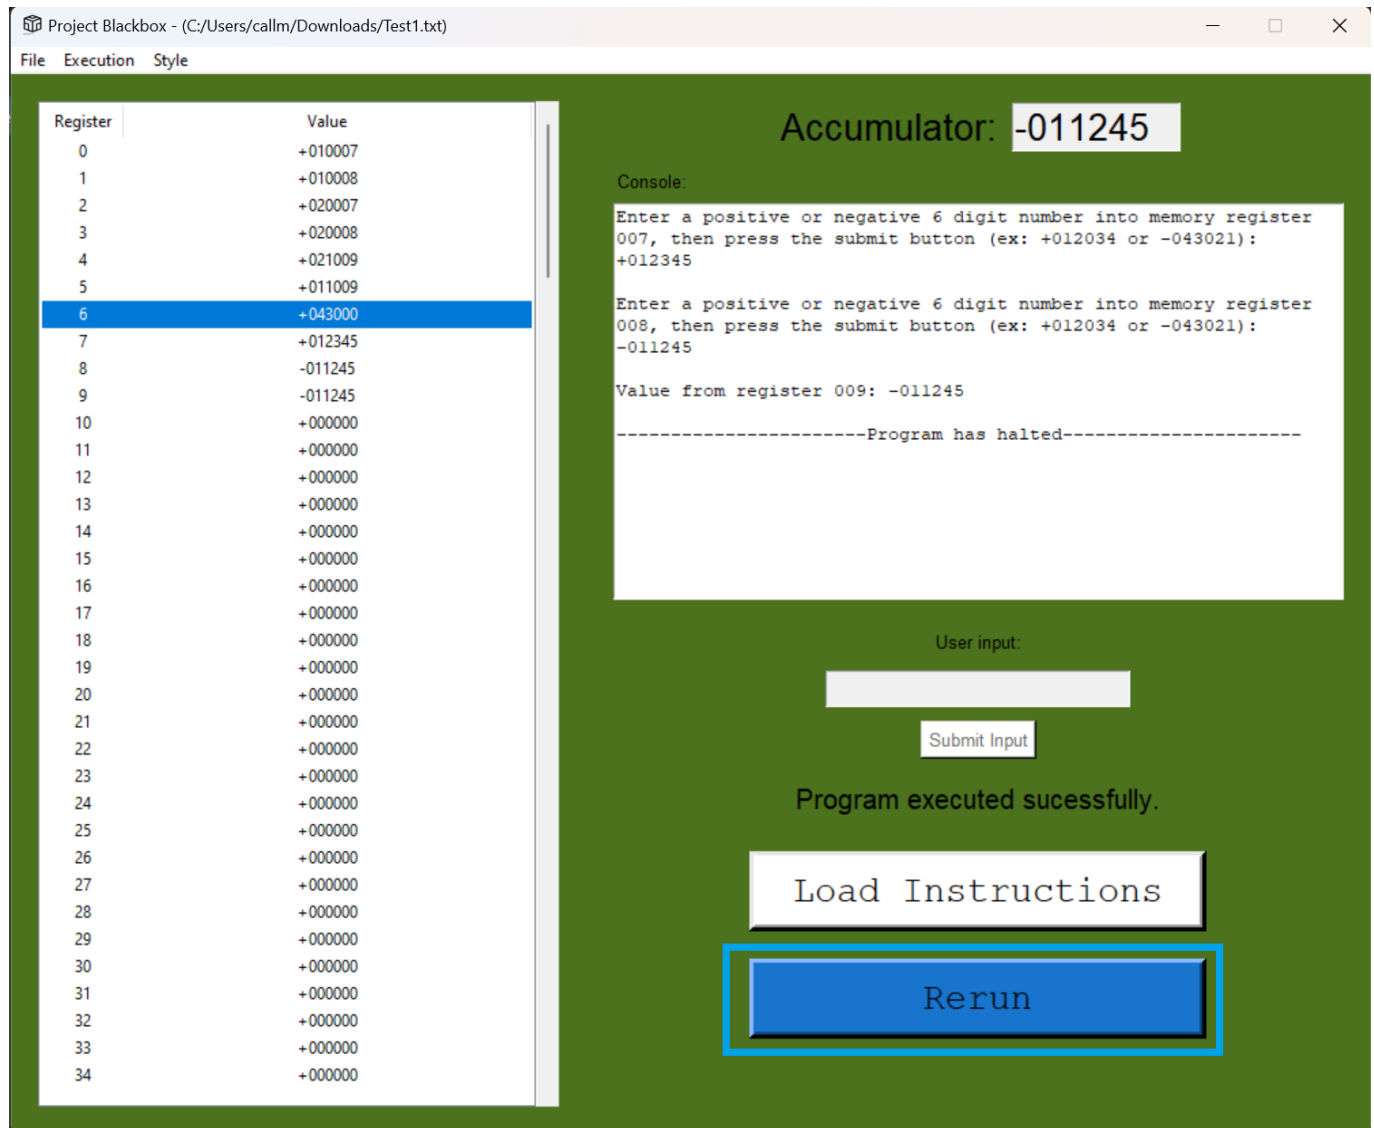 Project Blackbox - (C:/Users/callm/Downloads/Test1.txt)
File Execution Style
Register Value
0 +010007
1 +010008
2 +020007
3 +020008
4 +021009
5 +011009
6 +043000
7 +012345
8 -011245
9 -011245
10 +000000
11 +000000
12 +000000
13 +000000
14 +000000
15 +000000
16 +000000
17 +000000
18 +000000
19 +000000
20 +000000
21 +000000
22 +000000
23 +000000
24 +000000
25 +000000
26 +000000
27 +000000
28 +000000
29 +000000
30 +000000
31 +000000
32 +000000
33 +000000
34 +000000
Accumulator: -011245
Console:
Enter a positive or negative 6 digit number into memory register
007, then press the submit button (ex: +012034 or -043021):
+012345
Enter a positive or negative 6 digit number into memory register
008, then press the submit button (ex: +012034 or -043021):
-011245
Value from register 009: -011245
-----------------------Program has halted----------------------
User input:
Submit Input
Program executed sucessfully.
Load Instructions
Rerun